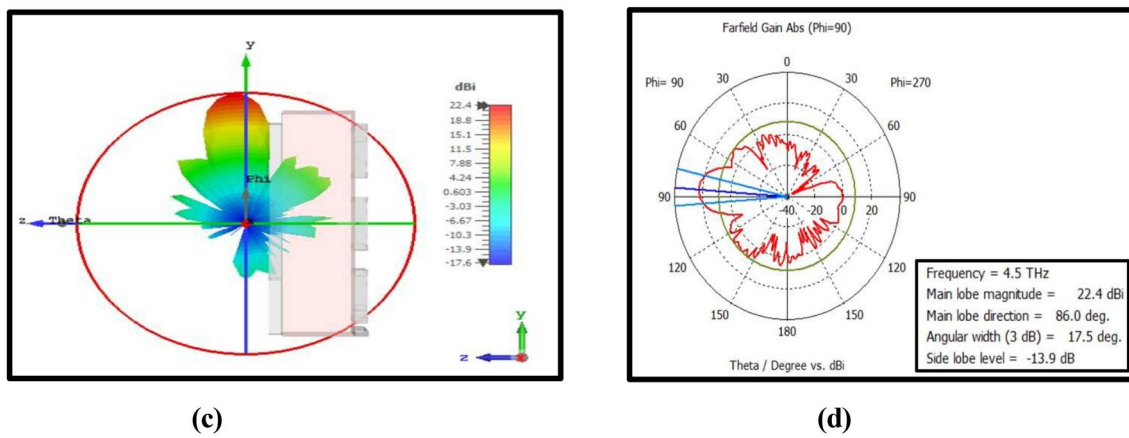 y
dBi
22.4
18.8
15.1
11.5
7.88
4.24
0.603
-3.03
-6.67
-10.3
-13.9
-17.6
Phi
z Theta
y
z
(c)
Farfield Gain Abs (Phi=90)
Phi= 90 30 0 30 Phi=270
60 60
90 -40 -20 0 20 90
120 120
150 180 150
Theta / Degree vs. dBi
Frequency = 4.5 THz
Main lobe magnitude = 22.4 dBi
Main lobe direction = 86.0 deg.
Angular width (3 dB) = 17.5 deg.
Side lobe level = -13.9 dB
(d)